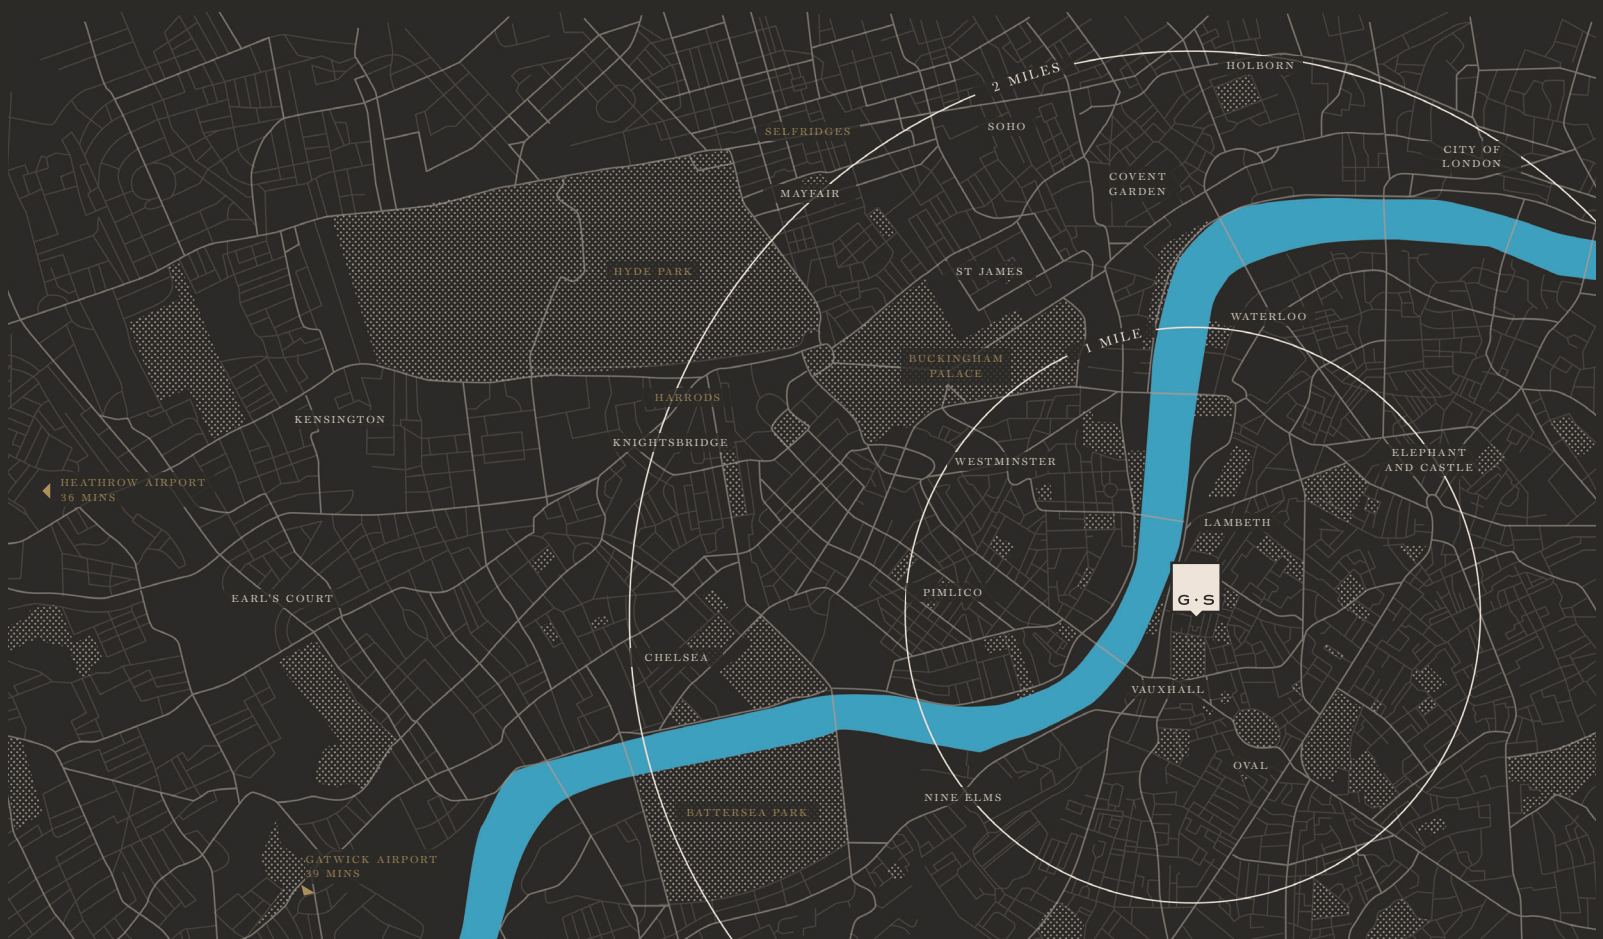 HOLBORN
2 MILES
SOHO
SELFRIDGES
CITY OF
LONDON
COVENT
GARDEN
MAYFAIR
HYDE PARK
ST JAMES
WATERLOO
1 MILE
BUCKINGHAM
PALACE
HARRODS
KENSINGTON
KNIGHTSBRIDGE
WESTMINSTER
ELEPHANT
AND CASTLE
HEATHROW AIRPORT
36 MINS
LAMBETH
PIMLICO
EARL'S COURT
G·S
CHELSEA
VAUXHALL
OVAL
NINE ELMS
BATTERSEA PARK
GATWICK AIRPORT
39 MINS